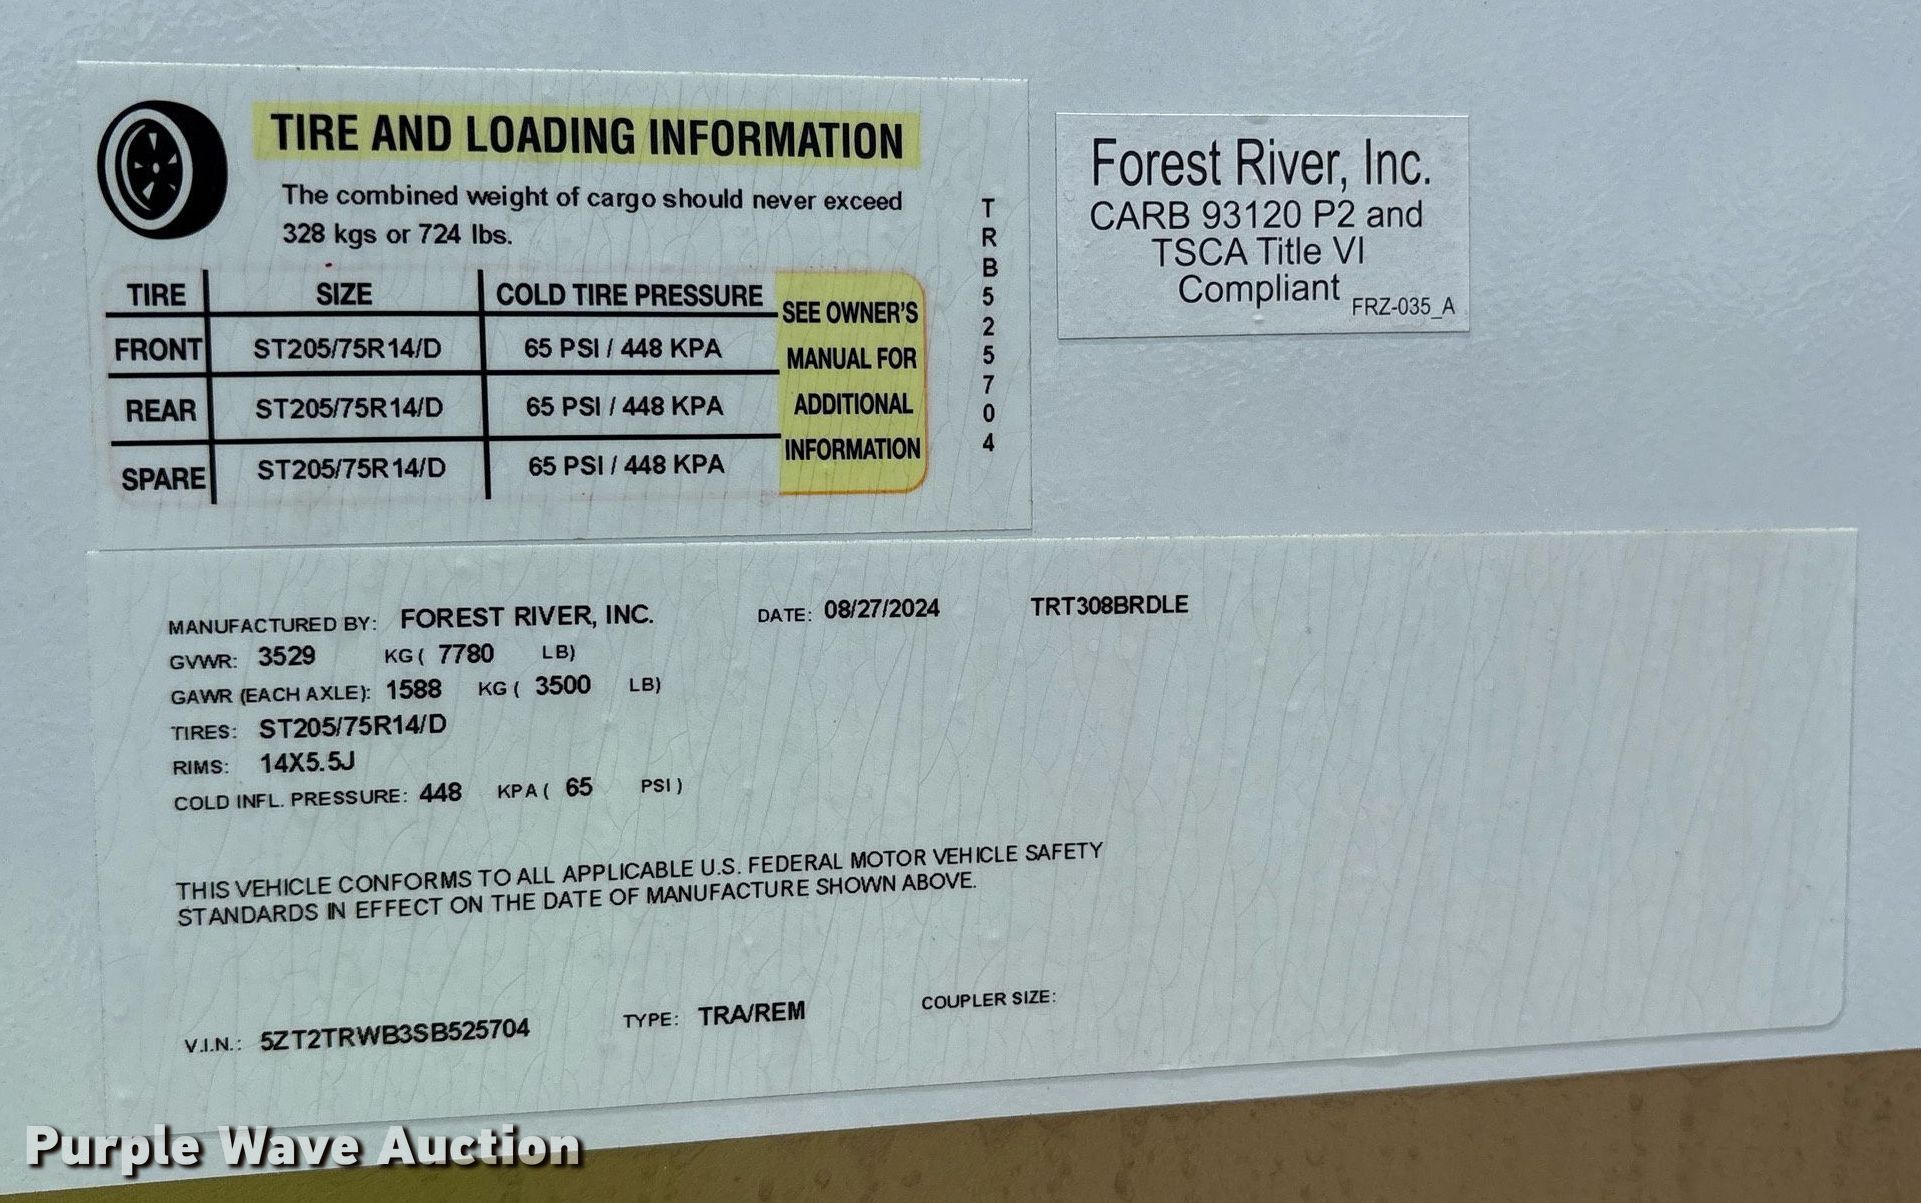 TIRE AND LOADING INFORMATION
The combined weight of cargo should never exceed
328 kgs or 724 lbs.
TIRE SIZE COLD TIRE PRESSURE
FRONT ST205/75R14/D 65 PSI / 448 KPA
REAR ST205/75R14/D 65 PSI / 448 KPA
SPARE ST205/75R14/D 65 PSI / 448 KPA
SEE OWNER'S
MANUAL FOR
ADDITIONAL
INFORMATION
TRB525704
Forest River, Inc.
CARB 93120 P2 and
TSCA Title VI
Compliant FRZ-035_A
MANUFACTURED BY: FOREST RIVER, INC. DATE: 08/27/2024 TRT308BRDLE
GVWR: 3529 KG ( 7780 LB)
GAWR (EACH AXLE): 1588 KG ( 3500 LB)
TIRES: ST205/75R14/D
RIMS: 14X5.5J
COLD INFL. PRESSURE: 448 KPA ( 65 PSI )
THIS VEHICLE CONFORMS TO ALL APPLICABLE U.S. FEDERAL MOTOR VEHICLE SAFETY
STANDARDS IN EFFECT ON THE DATE OF MANUFACTURE SHOWN ABOVE.
V.I.N.: 5ZT2TRWB3SB525704 TYPE: TRA/REM COUPLER SIZE:
Purple Wave Auction